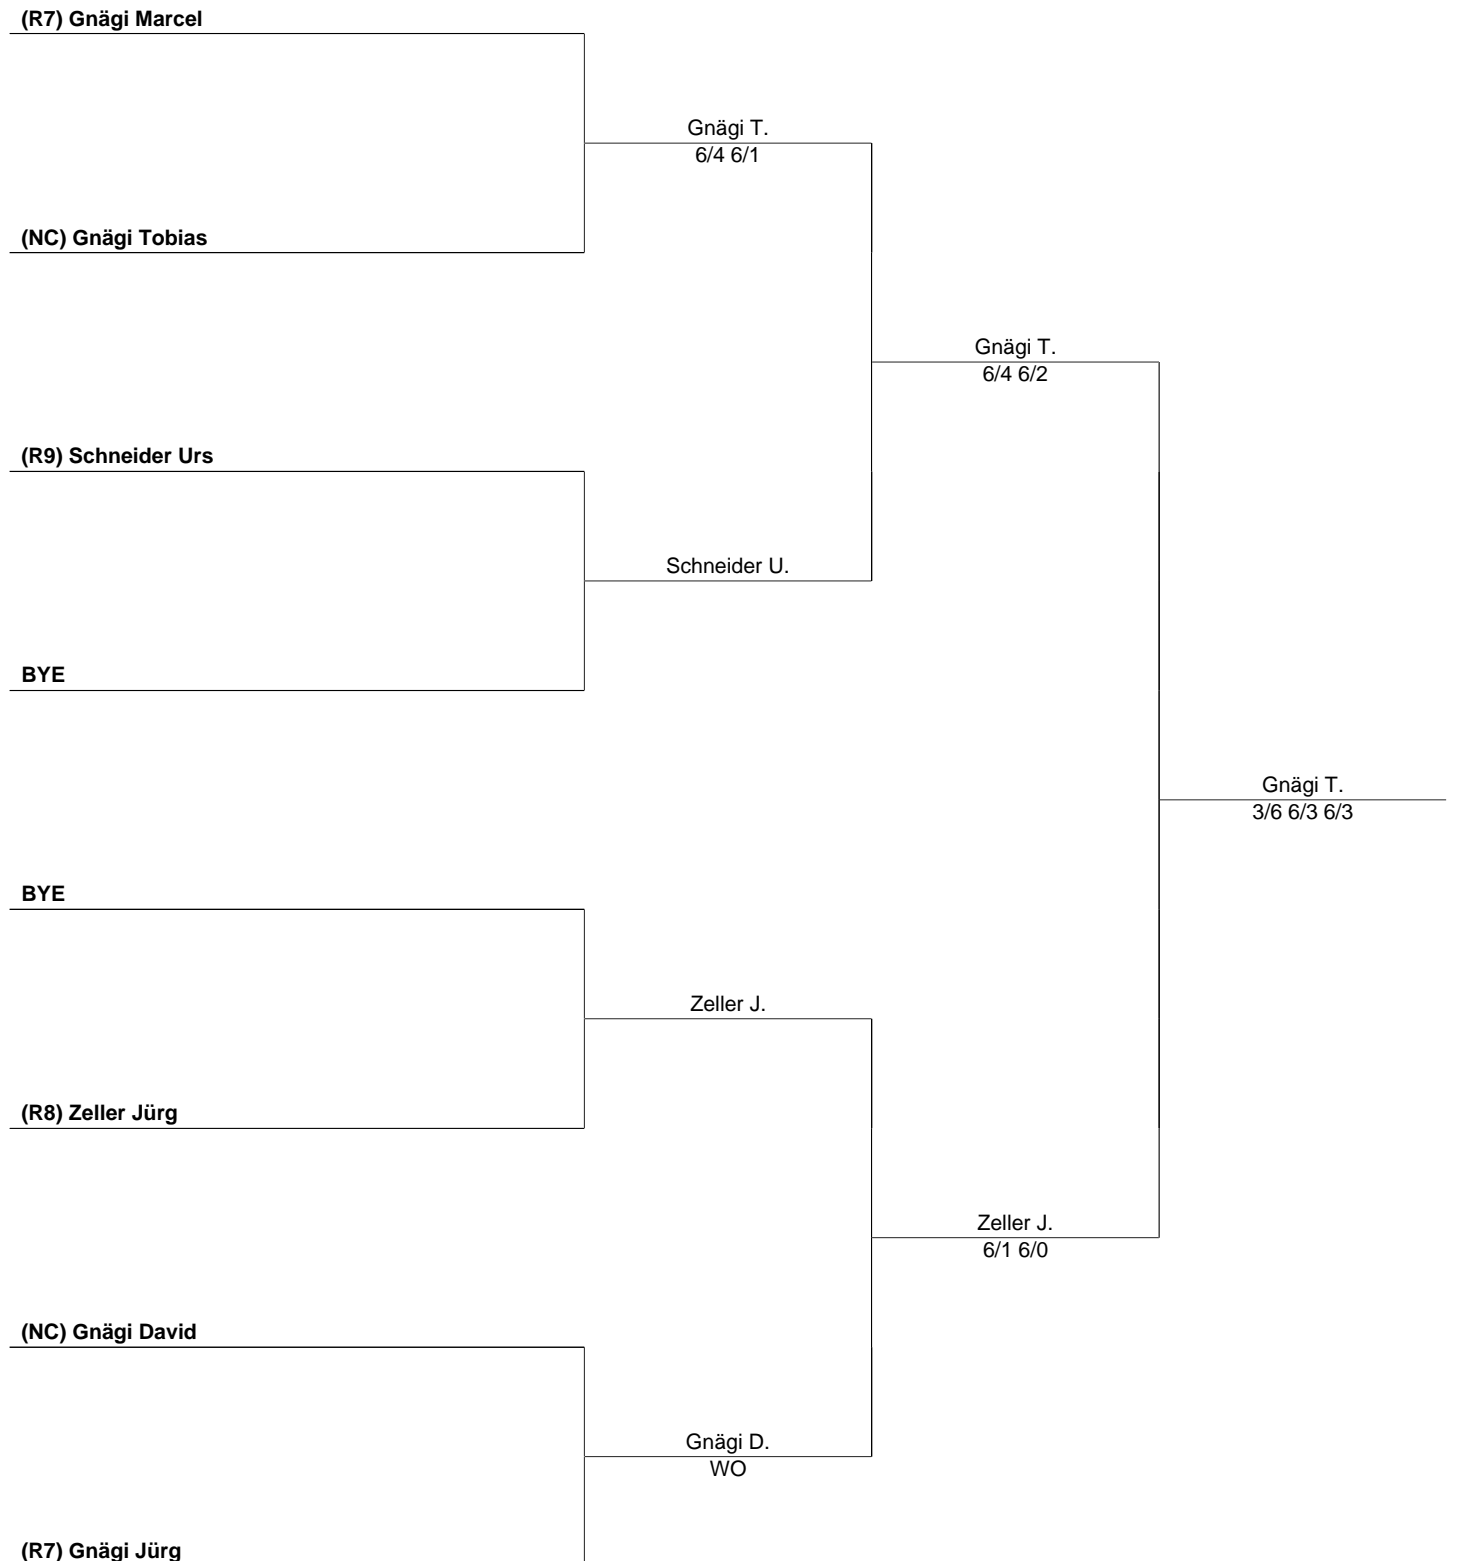 (R7) Gnägi Marcel
Gnägi T.
6/4 6/1
(NC) Gnägi Tobias
Gnägi T.
6/4 6/2
(R9) Schneider Urs
Schneider U.
BYE
Gnägi T.
3/6 6/3 6/3
BYE
Zeller J.
(R8) Zeller Jürg
Zeller J.
6/1 6/0
(NC) Gnägi David
Gnägi D.
WO
(R7) Gnägi Jürg